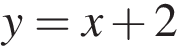 y = x + 2